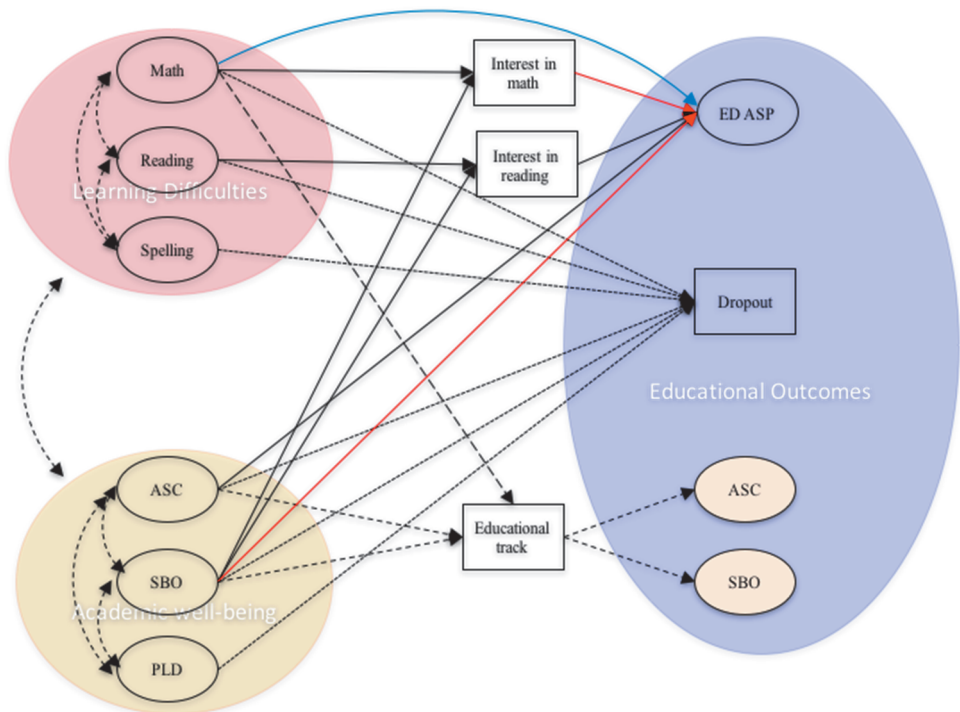 Math
Interest in
math
ED ASP
Reading
Interest in
reading
Learning Difficulties
Spelling
Dropout
Educational Outcomes
ASC
ASC
Educational
track
SBO
SBO
Academic well-being
PLD